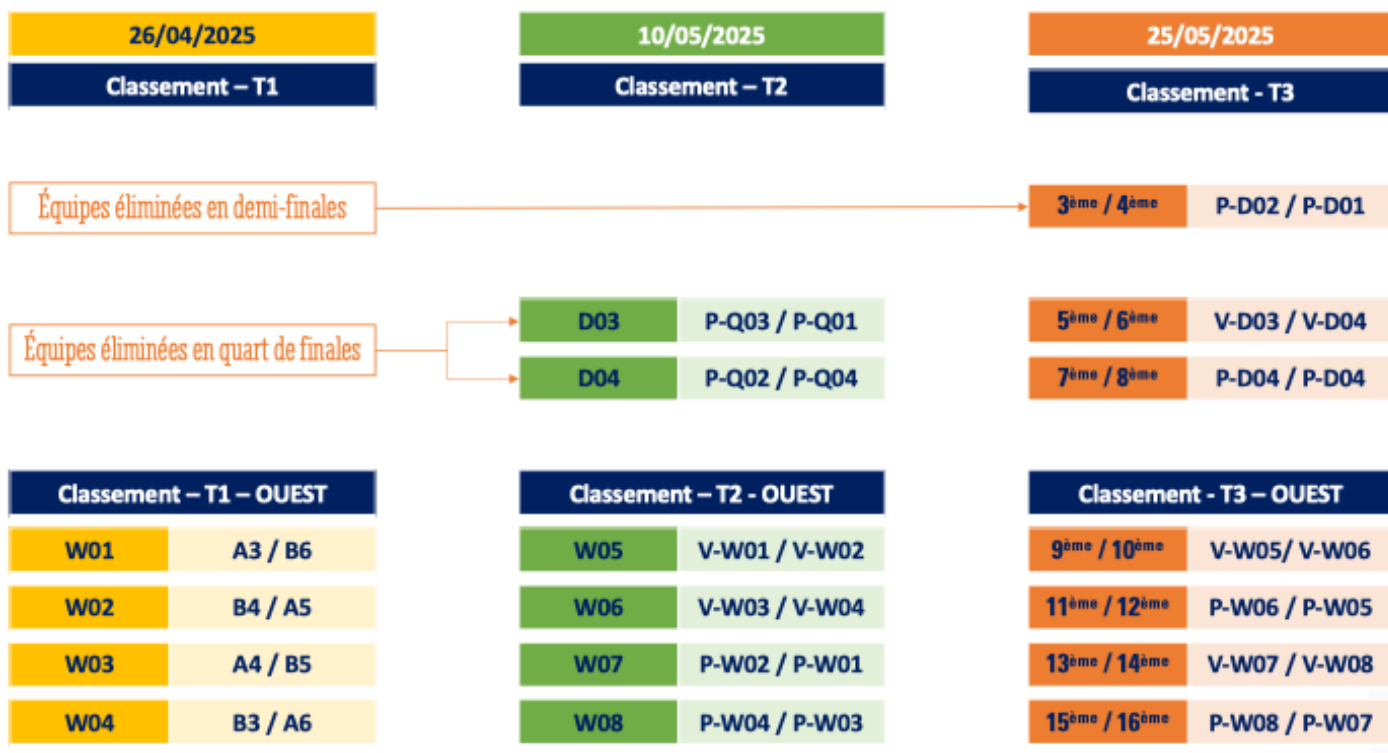 26/04/2025 10/05/2025 25/05/2025
Classement – T1 Classement – T2 Classement - T3
Équipes éliminées en demi-finales 3ème / 4ème P-D02 / P-D01
D03 P-Q03 / P-Q01 5ème / 6ème V-D03 / V-D04
Équipes éliminées en quart de finales
D04 P-Q02 / P-Q04 7ème / 8ème P-D04 / P-D04
Classement – T1 – OUEST Classement – T2 - OUEST Classement - T3 – OUEST
W01 A3 / B6 W05 V-W01 / V-W02 9ème / 10ème V-W05/ V-W06
W02 B4 / A5 W06 V-W03 / V-W04 11ème / 12ème P-W06 / P-W05
W03 A4 / B5 W07 P-W02 / P-W01 13ème / 14ème V-W07 / V-W08
W04 B3 / A6 W08 P-W04 / P-W03 15ème / 16ème P-W08 / P-W07